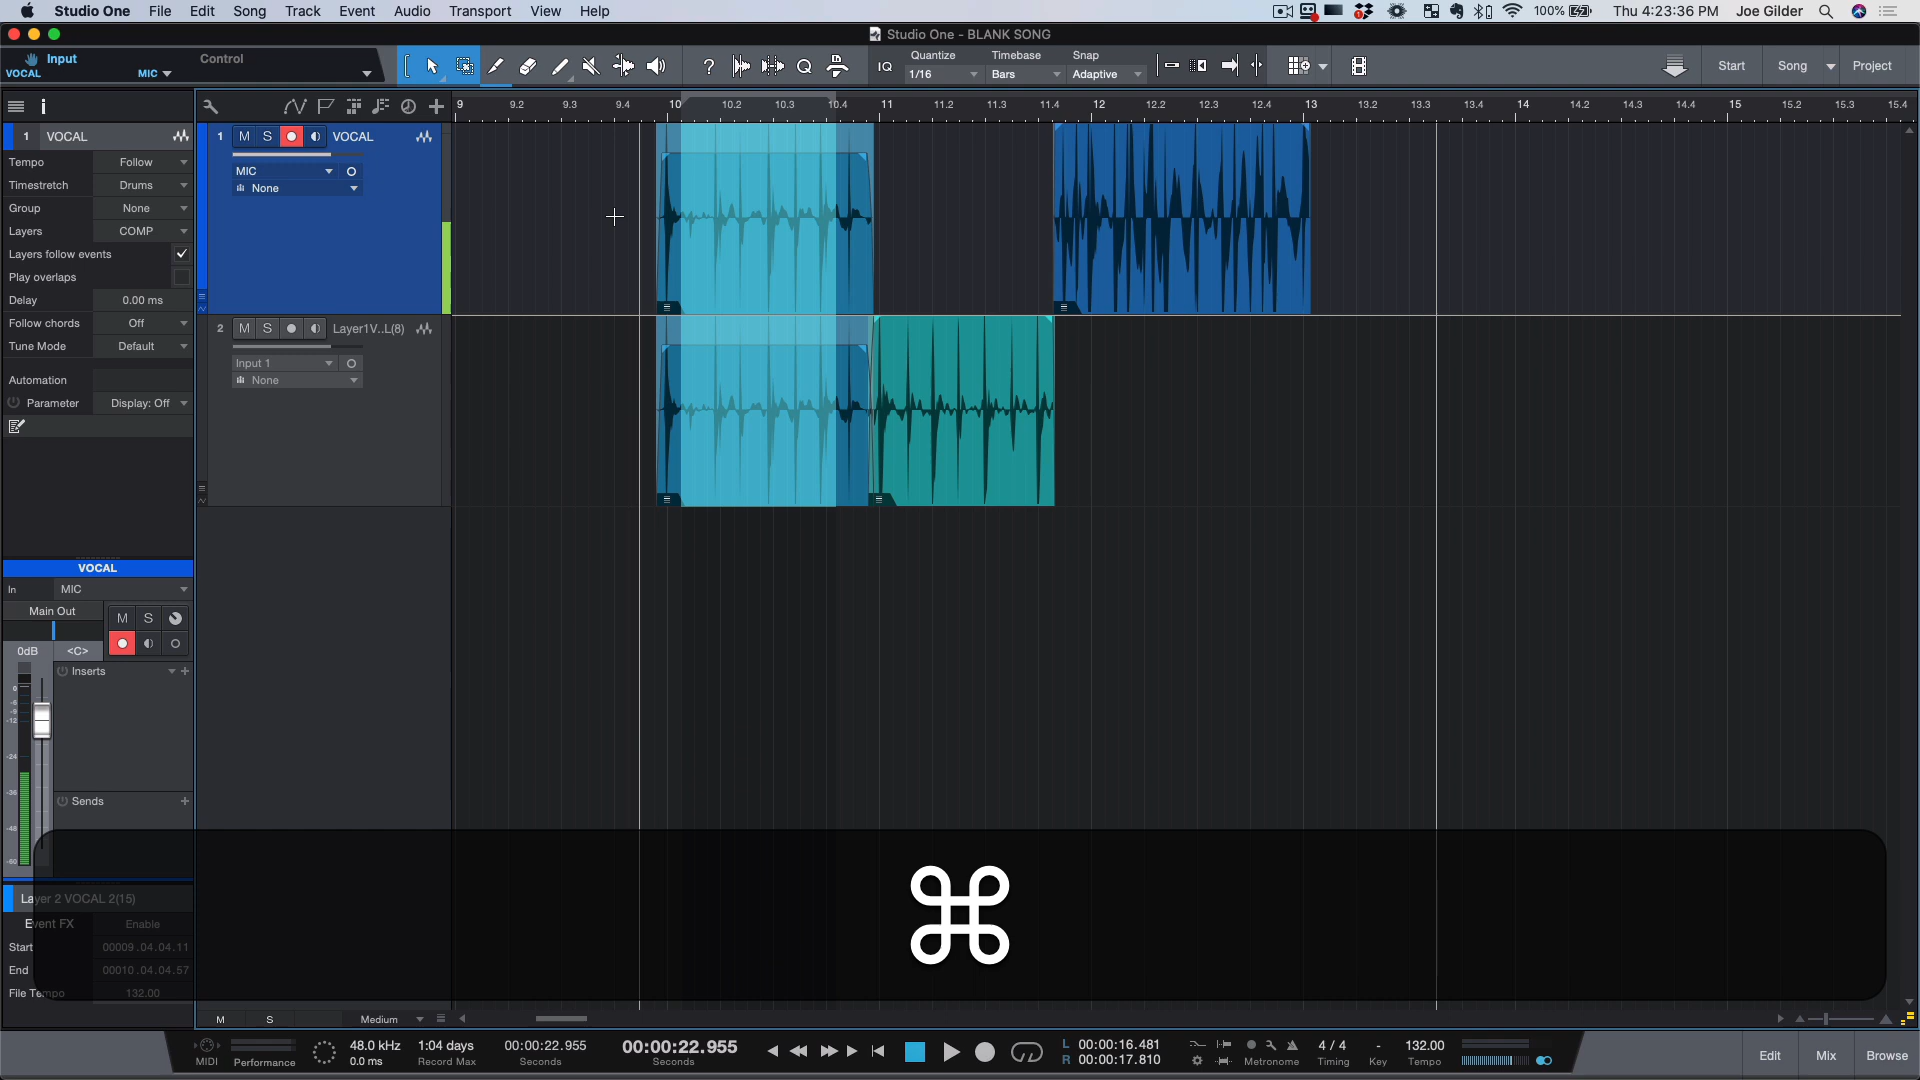 Studio One File Edit Song Track Event Audio Transport View Help 100% Thu 4:23:36 PM Joe Gilder
Studio One - BLANK SONG
Input Control
VOCAL MIC
IQ Quantize 1/16 Timebase Bars Snap Adaptive Start Song Project
9 9.2 9.3 9.4 10 10.2 10.3 10.4 11 11.2 11.3 11.4 12 12.2 12.3 12.4 13 13.2 13.3 13.4 14 14.2 14.3 14.4 15 15.2 15.3 15.4
1 VOCAL
1 M S VOCAL
MIC
None
2 M S Layer1V..L(8)
Input 1
None
Tempo Follow
Timestretch Drums
Group None
Layers COMP
Layers follow events
Play overlaps
Delay 0.00 ms
Follow chords Off
Tune Mode Default
Automation
Parameter Display: Off
VOCAL
In MIC
Main Out M S
0dB <C>
Inserts
0
-6
-9
-12
-24
-36
-48
-60
Sends
Layer 2 VOCAL 2(15)
Event FX Enable
Start 00009.04.04.11
End 00010.04.04.57
File Tempo 132.00
⌘
M S Medium
MIDI Performance
48.0 kHz
0.0 ms
1:04 days
Record Max
00:00:22.955
Seconds
00:00:22.955
Seconds
L 00:00:16.481
R 00:00:17.810
Metronome
4 / 4
Timing
-
Key
132.00
Tempo
Edit Mix Browse